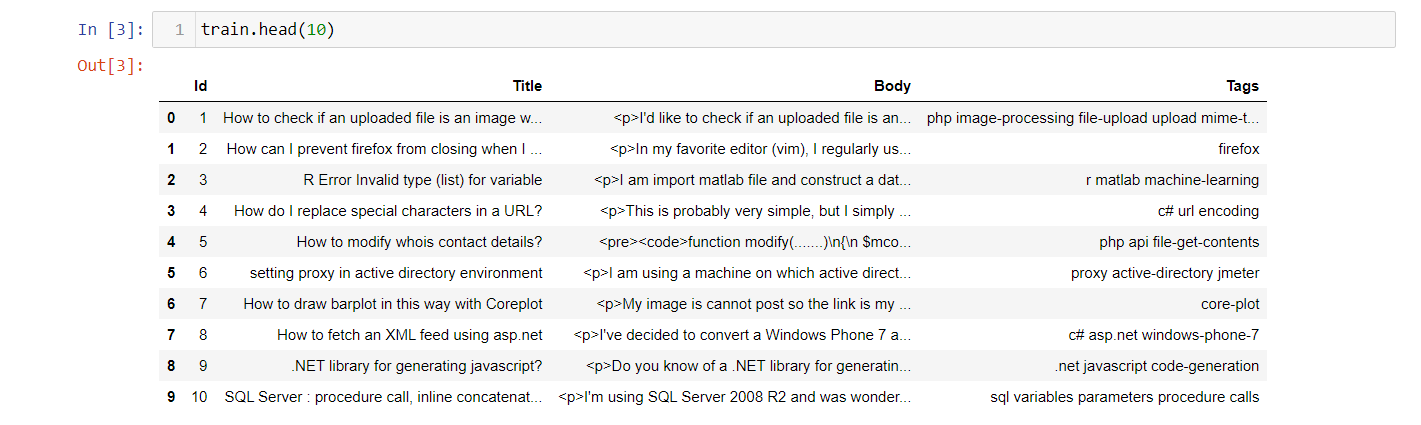 In [3]: 1 train.head(10)
Out[3]:
Id Title Body Tags
0 1 How to check if an uploaded file is an image w... <p>I'd like to check if an uploaded file is an... php image-processing file-upload upload mime-t...
1 2 How can I prevent firefox from closing when I ... <p>In my favorite editor (vim), I regularly us... firefox
2 3 R Error Invalid type (list) for variable <p>I am import matlab file and construct a dat... r matlab machine-learning
3 4 How do I replace special characters in a URL? <p>This is probably very simple, but I simply ... c# url encoding
4 5 How to modify whois contact details? <pre><code>function modify(.......)\n{\n $mco... php api file-get-contents
5 6 setting proxy in active directory environment <p>I am using a machine on which active direct... proxy active-directory jmeter
6 7 How to draw barplot in this way with Coreplot <p>My image is cannot post so the link is my ... core-plot
7 8 How to fetch an XML feed using asp.net <p>I've decided to convert a Windows Phone 7 a... c# asp.net windows-phone-7
8 9 .NET library for generating javascript? <p>Do you know of a .NET library for generatin... .net javascript code-generation
9 10 SQL Server : procedure call, inline concatenat... <p>I'm using SQL Server 2008 R2 and was wonder... sql variables parameters procedure calls